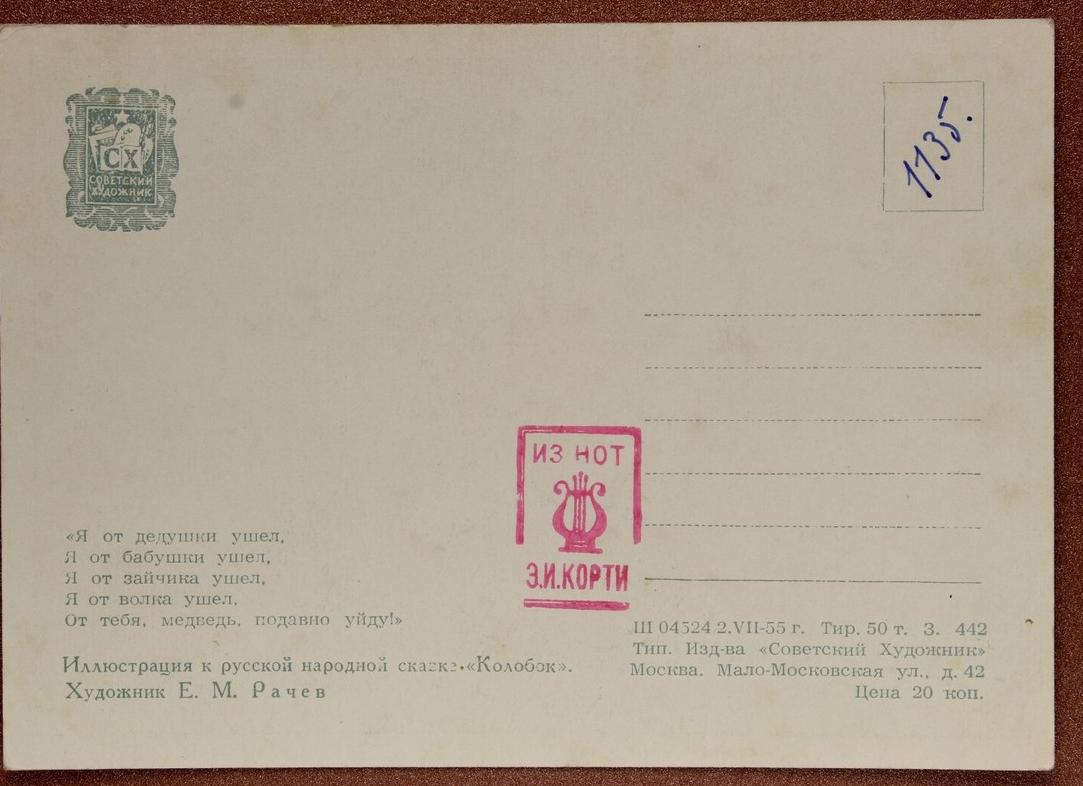 СХ
СОВЕТСКИЙ
ХУДОЖНИК
1135.
ИЗ НОТ
Э.И.КОРТИ
«Я от дедушки ушел,
Я от бабушки ушел,
Я от зайчика ушел,
Я от волка ушел,
От тебя, медведь, подавно уйду!»
Иллюстрация к русской народной сказке «Колобок».
Художник Е. М. Рачев
Ш 04524 2.VII-55 г. Тир. 50 т. З. 442
Тип. Изд-ва «Советский Художник»
Москва. Мало-Московская ул., д. 42
Цена 20 коп.